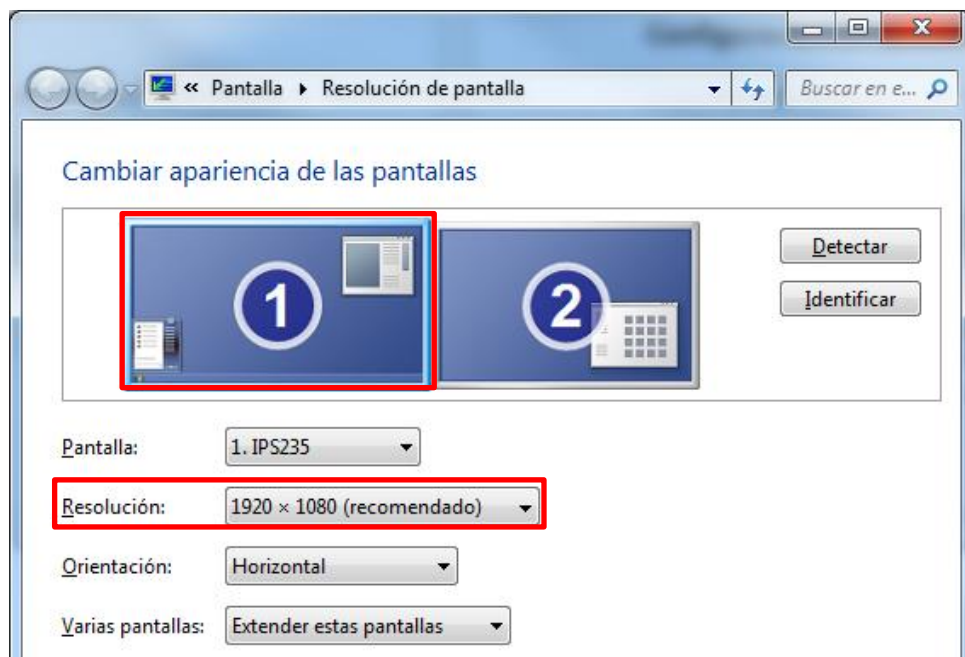 « Pantalla ▸ Resolución de pantalla
Buscar en e...
Cambiar apariencia de las pantallas
1
2
Detectar
Identificar
Pantalla: 1. IPS235
Resolución: 1920 × 1080 (recomendado)
Orientación: Horizontal
Varias pantallas: Extender estas pantallas